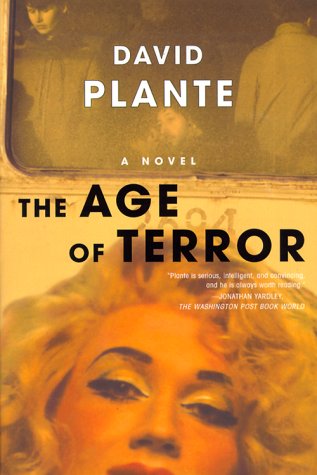 DAVID
PLANTE
A NOVEL
THE AGE
OF TERROR
"Plante is serious, intelligent, and convincing,
and he is always worth reading."
—JONATHAN YARDLEY,
THE WASHINGTON POST BOOK WORLD